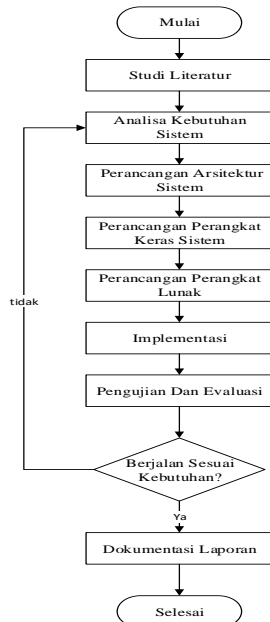 Mulai
Studi Literatur
Analisa Kebutuhan
Sistem
Perancangan Arsitektur
Sistem
Perancangan Perangkat
Keras Sistem
Perancangan Perangkat
Lunak
tidak
Implementasi
Pengujian Dan Evaluasi
Berjalan Sesuai
Kebutuhan?
Ya
Dokumentasi Laporan
Selesai